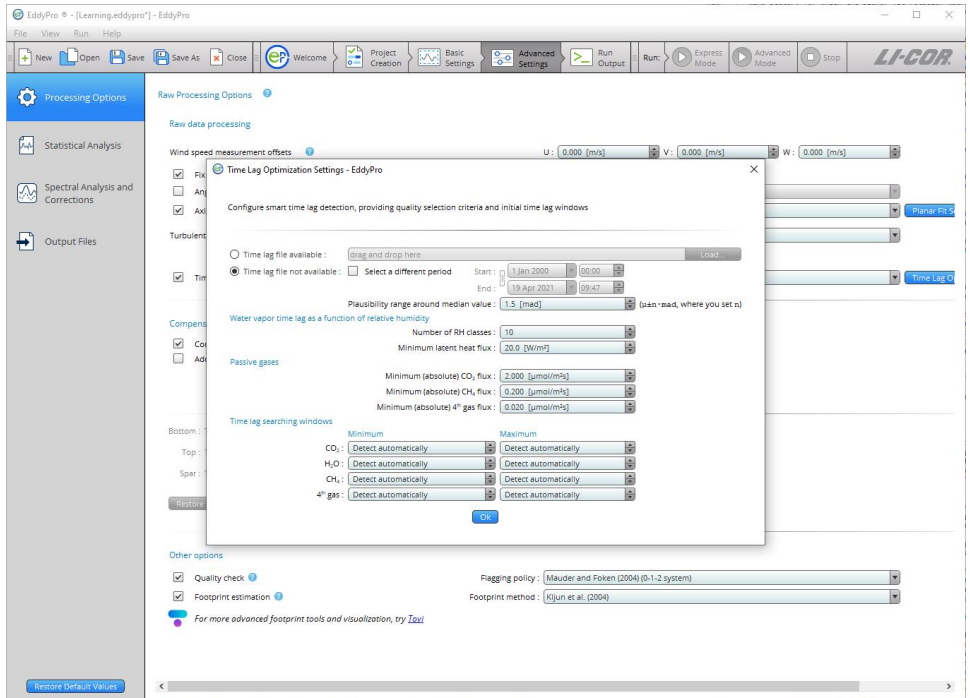 EddyPro ® - [Learning.eddypro*] - EddyPro
File View Run Help
New Open Save Save As Close Welcome Project Creation Basic Settings Advanced Settings Run Output Run: Express Mode Advanced Mode Stop LI-COR.
Processing Options
Statistical Analysis
Spectral Analysis and
Corrections
Output Files
Restore Default Values
Raw Processing Options
Raw data processing
Wind speed measurement offsets U : 0.000 [m/s] V : 0.000 [m/s] W : 0.000 [m/s]
Fix
Ang
Axi Planar Fit S
Turbulent
Tim Time Lag O
Compens
Co
Add
Bottom :
Top :
Spar :
Restore
Time Lag Optimization Settings - EddyPro
Configure smart time lag detection, providing quality selection criteria and initial time lag windows
Time lag file available : drag and drop here Load...
Time lag file not available : Select a different period Start : 1 Jan 2000 00:00
End : 19 Apr 2021 09:47
Plausibility range around median value : 1.5 [mad] (µ±n·mad, where you set n)
Water vapor time lag as a function of relative humidity
Number of RH classes : 10
Minimum latent heat flux : 20.0 [W/m²]
Passive gases
Minimum (absolute) CO₂ flux : 2.000 [µmol/m²s]
Minimum (absolute) CH₄ flux : 0.200 [µmol/m²s]
Minimum (absolute) 4ᵗʰ gas flux : 0.020 [µmol/m²s]
Time lag searching windows
Minimum Maximum
CO₂ : Detect automatically Detect automatically
H₂O : Detect automatically Detect automatically
CH₄ : Detect automatically Detect automatically
4ᵗʰ gas : Detect automatically Detect automatically
Ok
Other options
Quality check Flagging policy : Mauder and Foken (2004) (0-1-2 system)
Footprint estimation Footprint method : Kljun et al. (2004)
For more advanced footprint tools and visualization, try Tovi